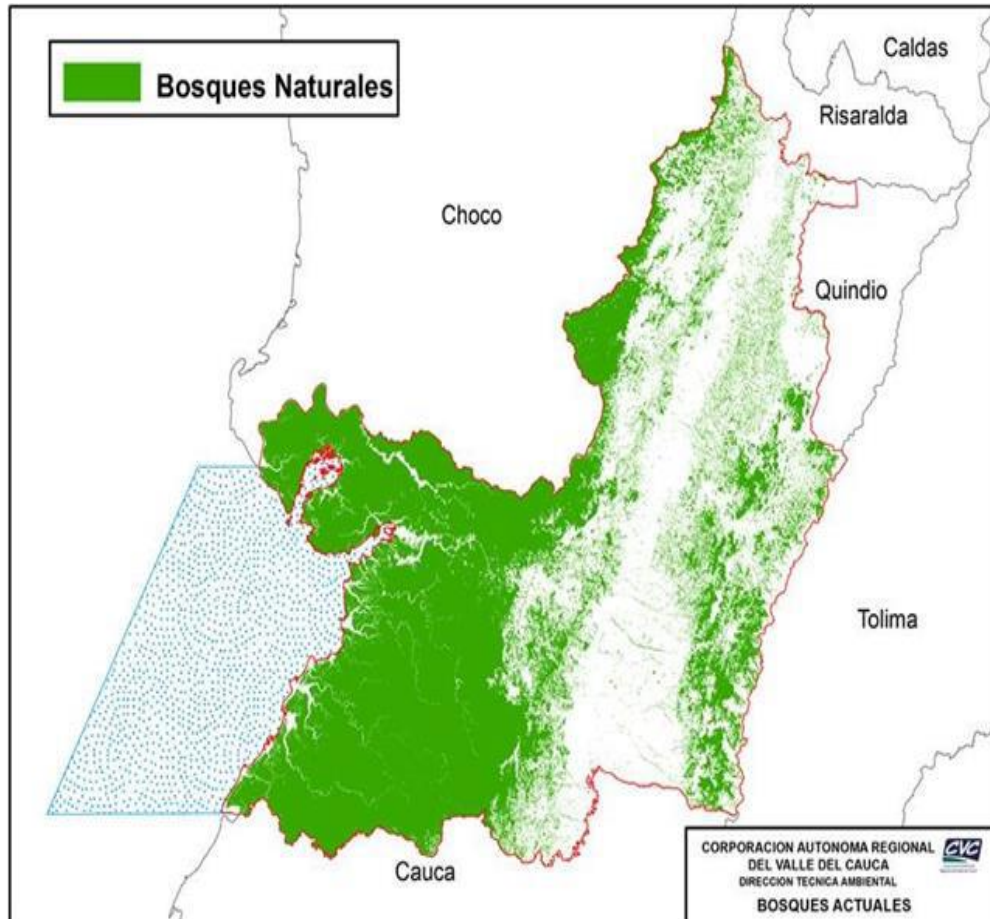 Bosques Naturales
Caldas
Risaralda
Choco
Quindio
Tolima
Cauca
CORPORACION AUTONOMA REGIONAL
DEL VALLE DEL CAUCA
CVC
DIRECCION TECNICA AMBIENTAL
BOSQUES ACTUALES